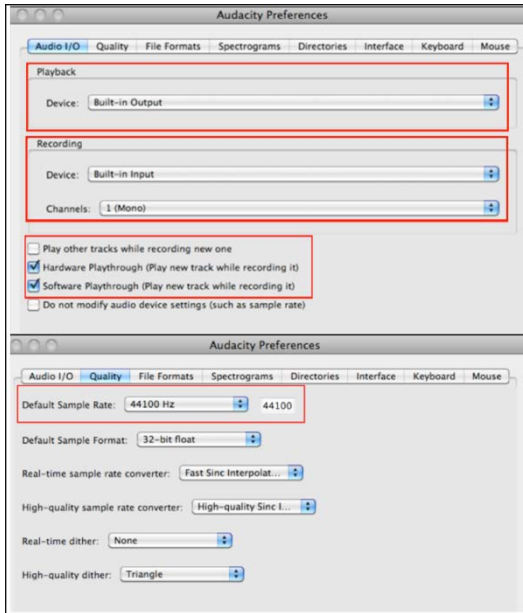 Audacity Preferences
Audio I/O Quality File Formats Spectrograms Directories Interface Keyboard Mouse
Playback
Device: Built-in Output
Recording
Device: Built-in Input
Channels: 1 (Mono)
Play other tracks while recording new one
Hardware Playthrough (Play new track while recording it)
Software Playthrough (Play new track while recording it)
Do not modify audio device settings (such as sample rate)
Audacity Preferences
Audio I/O Quality File Formats Spectrograms Directories Interface Keyboard Mouse
Default Sample Rate: 44100 Hz 44100
Default Sample Format: 32-bit float
Real-time sample rate converter: Fast Sinc Interpolat...
High-quality sample rate converter: High-quality Sinc I...
Real-time dither: None
High-quality dither: Triangle